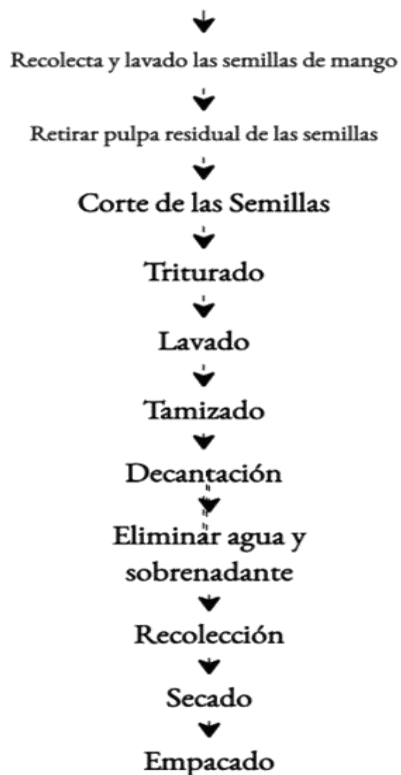 Recolecta y lavado las semillas de mango
Retirar pulpa residual de las semillas
Corte de las Semillas
Triturado
Lavado
Tamizado
Decantación
Eliminar agua y
sobrenadante
Recolección
Secado
Empacado